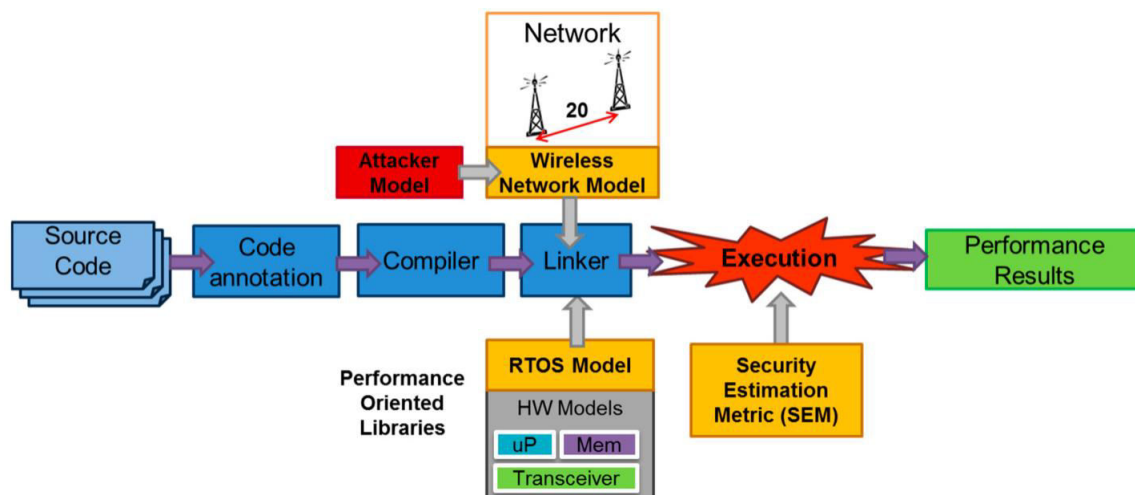 Network
20
Attacker
Model
Wireless
Network Model
Source
Code
Code
annotation
Compiler
Linker
Execution
Performance
Results
Performance
Oriented
Libraries
RTOS Model
HW Models
uP
Mem
Transceiver
Security
Estimation
Metric (SEM)